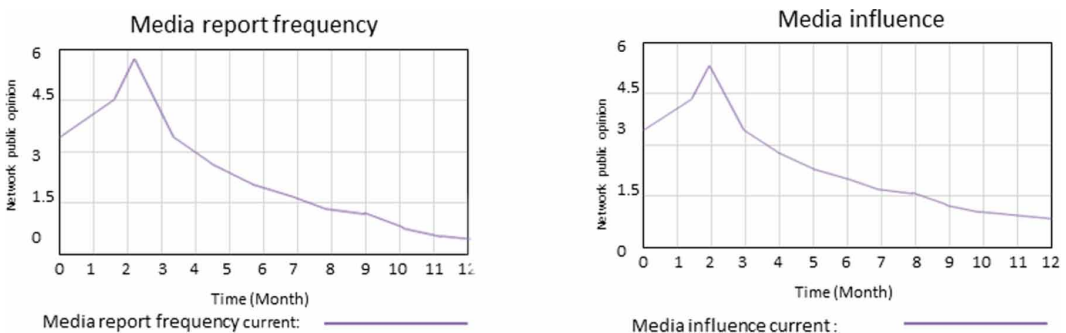 Media report frequency
6
4.5
3
1.5
0
Network public opinion
0 1 2 3 4 5 6 7 8 9 10 11 12
Time (Month)
Media report frequency current:
Media influence
6
4.5
3
1.5
0
Network public opinion
0 1 2 3 4 5 6 7 8 9 10 11 12
Time (Month)
Media influence current :